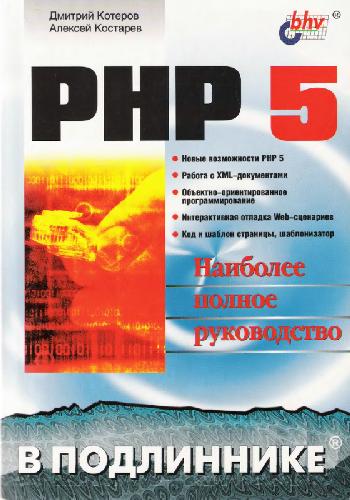 Дмитрий Котеров
Алексей Костарев
bhv®
PHP 5
• Новые возможности PHP 5
• Работа с XML-документами
• Объектно-ориентированное
программирование
• Интерактивная отладка Web-сценариев
• Код и шаблон страницы, шаблонизатор
Наиболее
полное
руководство
В ПОДЛИННИКЕ®